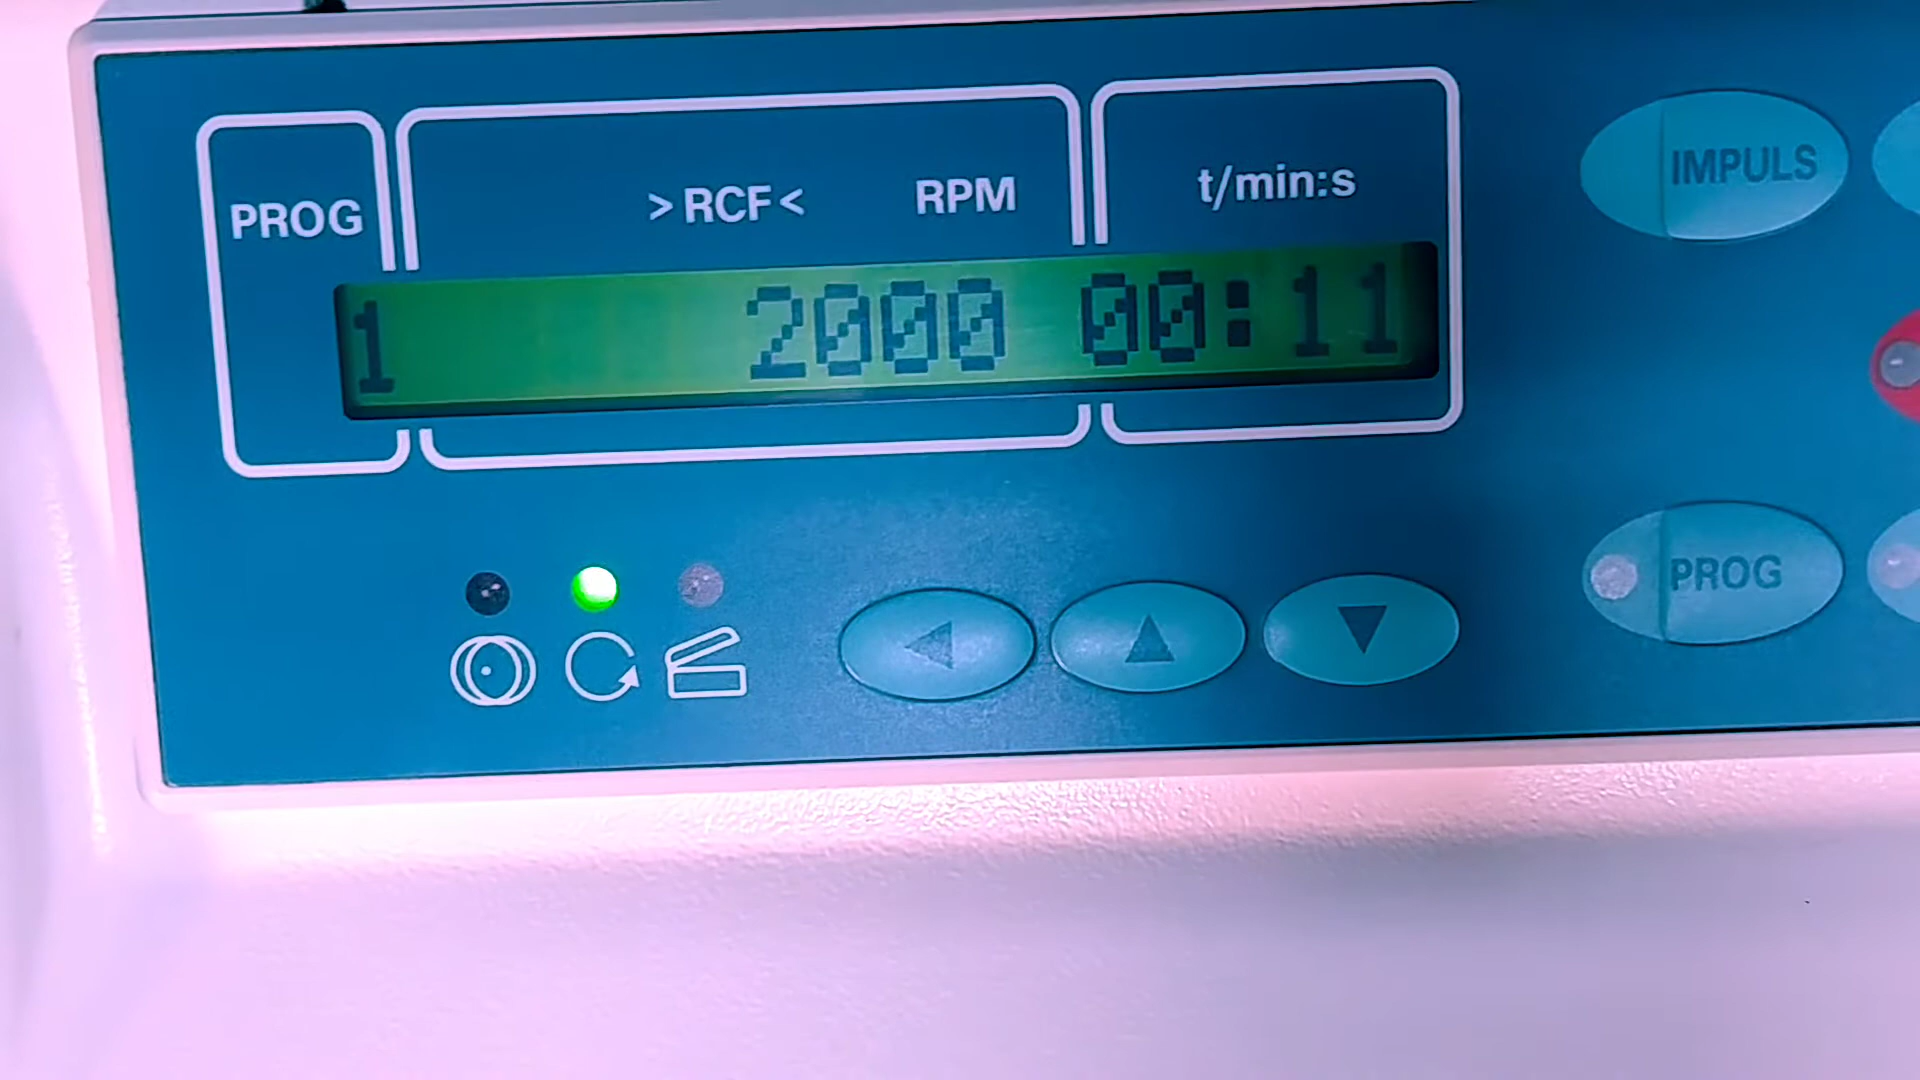 PROG >RCF< RPM t/min:s
1 2000 00:11
IMPULS
PROG